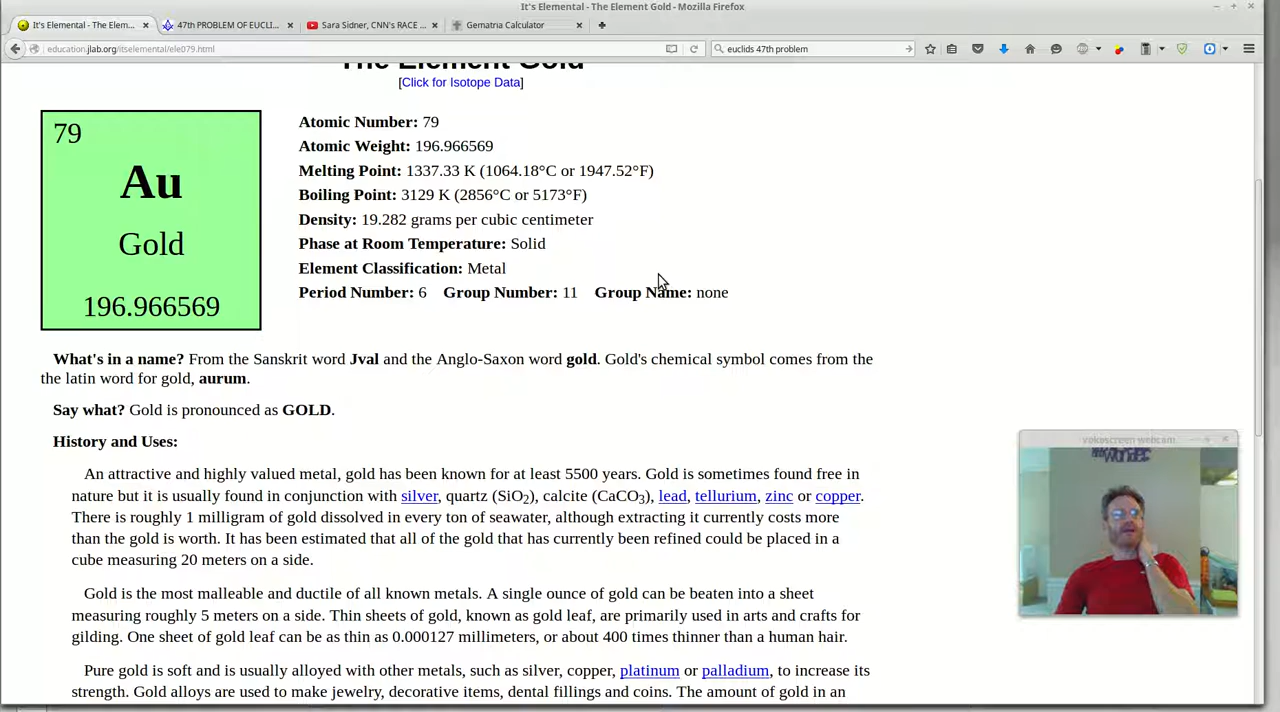 It's Elemental - The Element Gold - Mozilla Firefox
It's Elemental - The Elem...
47th PROBLEM OF EUCLI...
Sara Sidner, CNN's RACE ...
Gematria Calculator
education.jlab.org/itselemental/ele079.html
euclids 47th problem
The Element Gold
[Click for Isotope Data]
79
Au
Gold
196.966569
Atomic Number: 79
Atomic Weight: 196.966569
Melting Point: 1337.33 K (1064.18°C or 1947.52°F)
Boiling Point: 3129 K (2856°C or 5173°F)
Density: 19.282 grams per cubic centimeter
Phase at Room Temperature: Solid
Element Classification: Metal
Period Number: 6 Group Number: 11 Group Name: none
What's in a name? From the Sanskrit word Jval and the Anglo-Saxon word gold. Gold's chemical symbol comes from the
the latin word for gold, aurum.
Say what? Gold is pronounced as GOLD.
History and Uses:
An attractive and highly valued metal, gold has been known for at least 5500 years. Gold is sometimes found free in
nature but it is usually found in conjunction with silver, quartz (SiO2), calcite (CaCO3), lead, tellurium, zinc or copper.
There is roughly 1 milligram of gold dissolved in every ton of seawater, although extracting it currently costs more
than the gold is worth. It has been estimated that all of the gold that has currently been refined could be placed in a
cube measuring 20 meters on a side.
Gold is the most malleable and ductile of all known metals. A single ounce of gold can be beaten into a sheet
measuring roughly 5 meters on a side. Thin sheets of gold, known as gold leaf, are primarily used in arts and crafts for
gilding. One sheet of gold leaf can be as thin as 0.000127 millimeters, or about 400 times thinner than a human hair.
Pure gold is soft and is usually alloyed with other metals, such as silver, copper, platinum or palladium, to increase its
strength. Gold alloys are used to make jewelry, decorative items, dental fillings and coins. The amount of gold in an
vokoscreen webcam
wonder